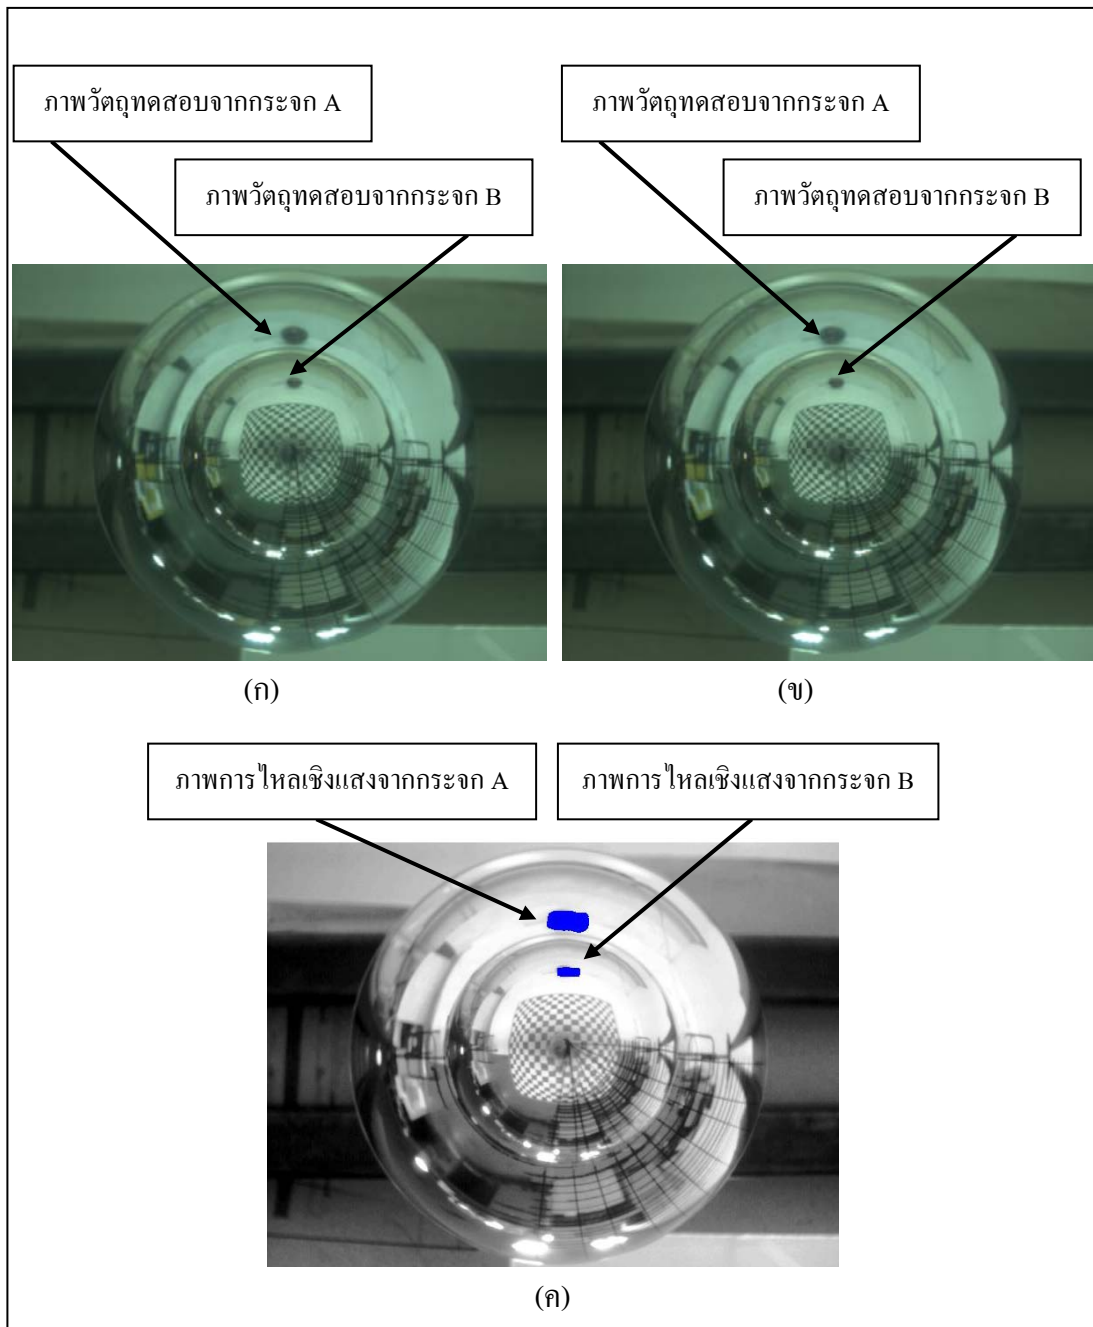 ภาพวัตถุทดสอบจากกระจก A
ภาพวัตถุทดสอบจากกระจก A
ภาพวัตถุทดสอบจากกระจก B
ภาพวัตถุทดสอบจากกระจก B
(ก)
(ข)
ภาพการไหลเชิงแสงจากกระจก A
ภาพการไหลเชิงแสงจากกระจก B
(ค)